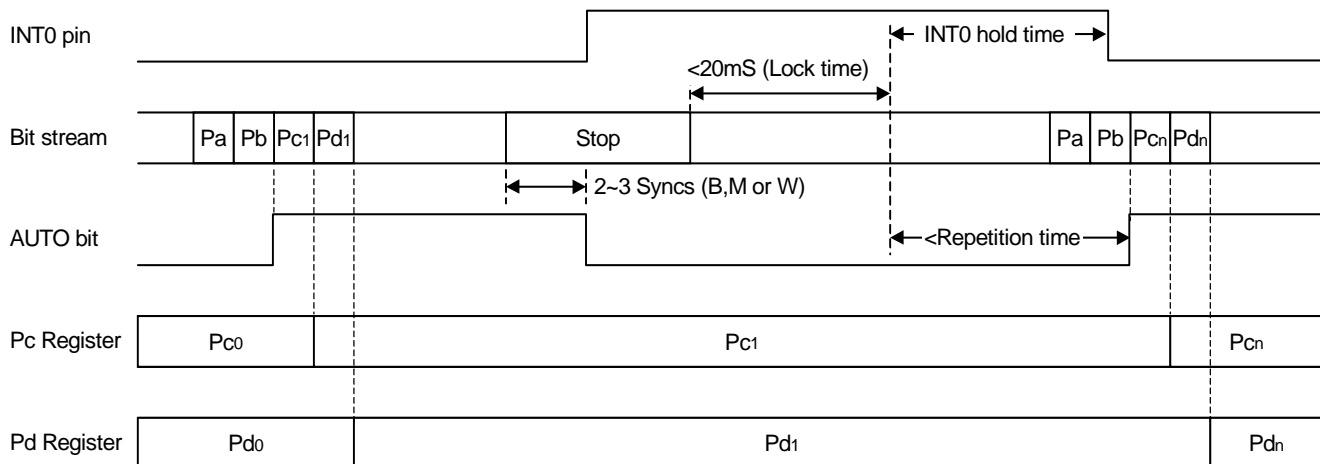 INT0 pin
INT0 hold time
<20mS (Lock time)
Bit stream
Pa Pb Pc1 Pd1 Stop Pa Pb Pcn Pdn
2~3 Syncs (B,M or W)
AUTO bit
<Repetition time
Pc Register Pc0 Pc1 Pcn
Pd Register Pd0 Pd1 Pdn